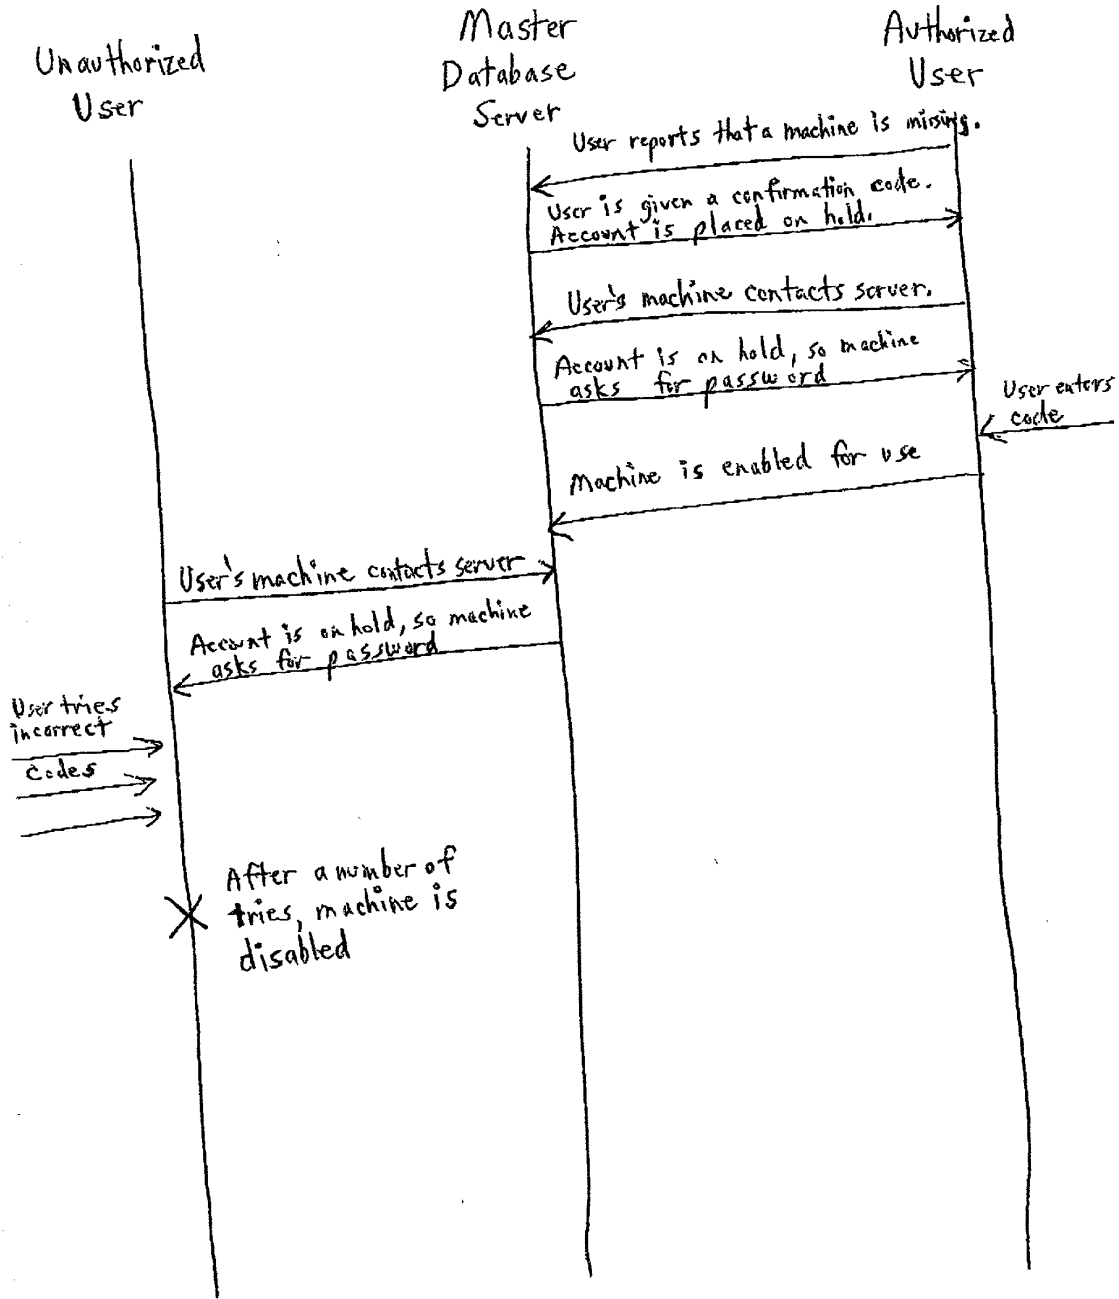 Unauthorized
User
Master
Database
Server
Authorized
User
User reports that a machine is missing.
User is given a confirmation code.
Account is placed on hold.
User's machine contacts server.
Account is on hold, so machine
asks for password
User enters
code
Machine is enabled for use
User's machine contacts server
Account is on hold, so machine
asks for password
User tries
incorrect
codes
After a number of
tries, machine is
disabled